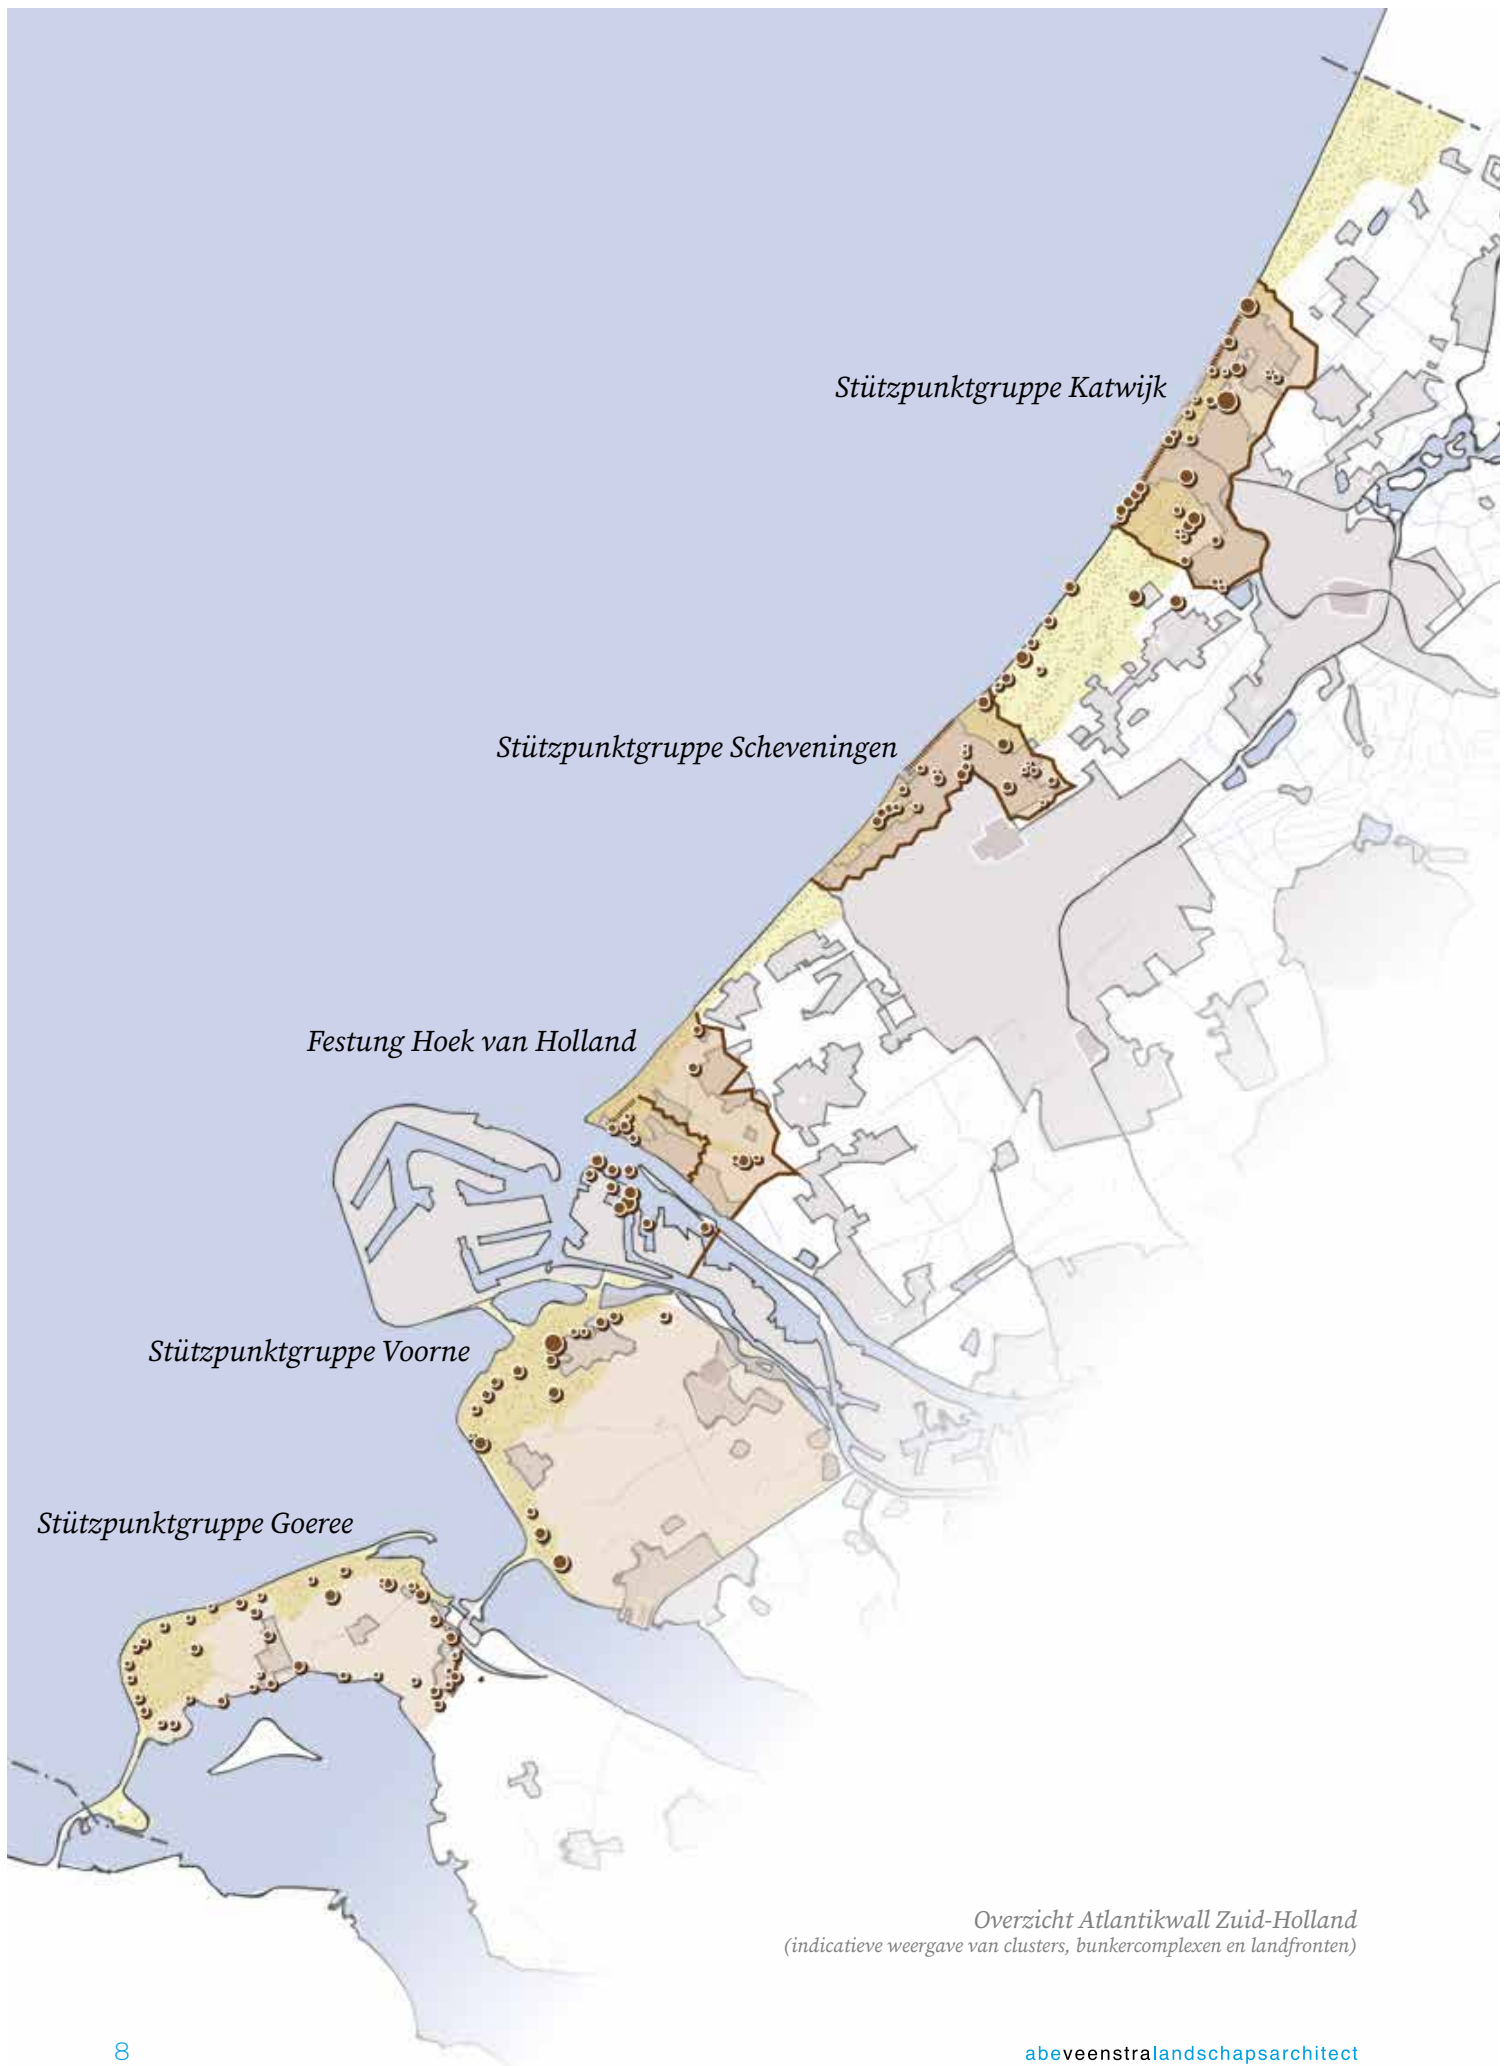 Stützpunktgruppe Katwijk
Stützpunktgruppe Scheveningen
Festung Hoek van Holland
Stützpunktgruppe Voorne
Stützpunktgruppe Goeree
Overzicht Atlantikwall Zuid-Holland
(indicatieve weergave van clusters, bunkercomplexen en landfronten)
8
abeveenstralandschapsarchitect